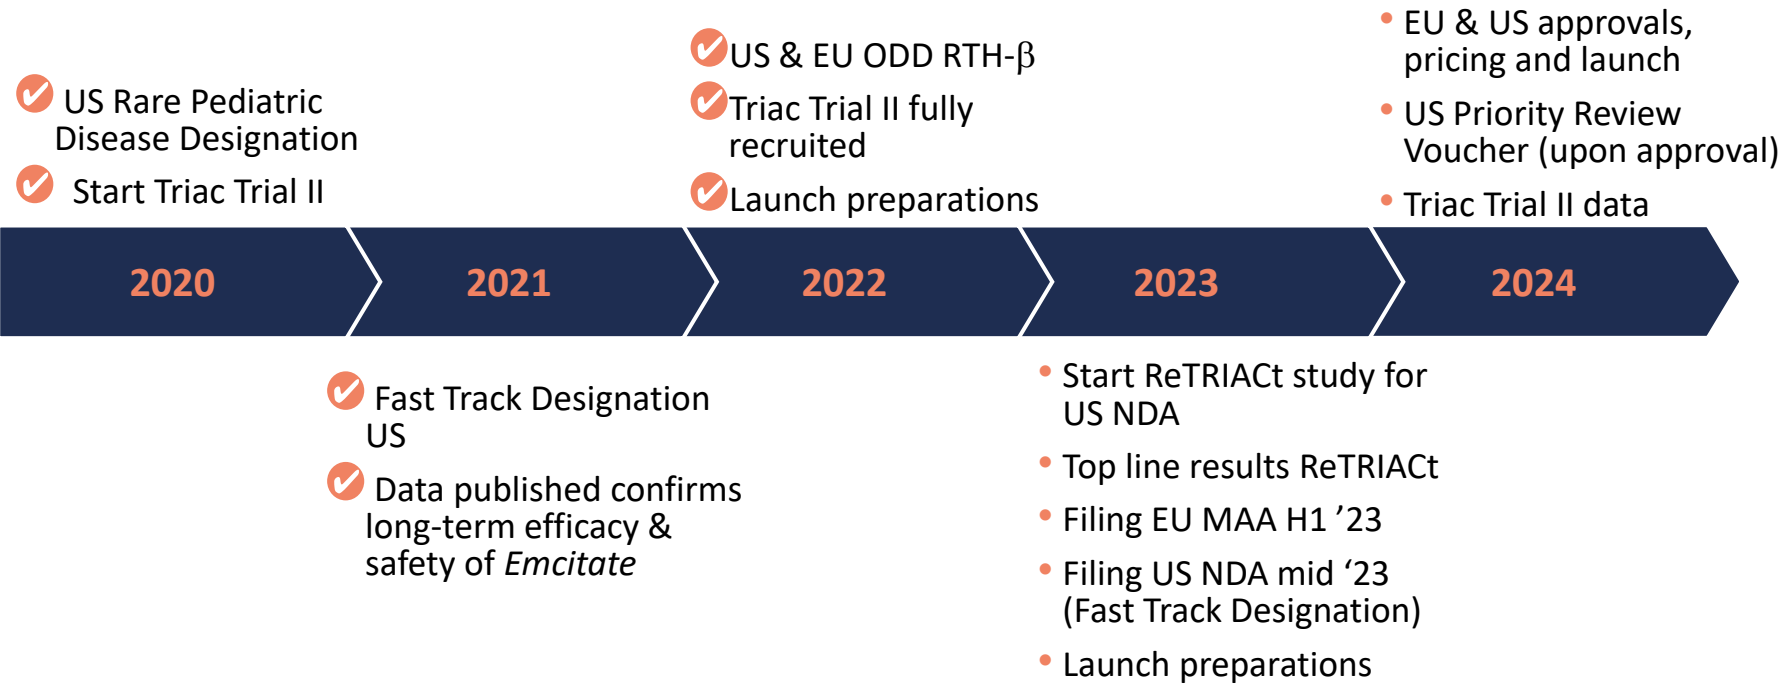 US Rare Pediatric
Disease Designation
Start Triac Trial II
US & EU ODD RTH-β
Triac Trial II fully
recruited
Launch preparations
• EU & US approvals,
pricing and launch
• US Priority Review
Voucher (upon approval)
• Triac Trial II data
2020
2021
2022
2023
2024
Fast Track Designation
US
Data published confirms
long-term efficacy &
safety of Emcitate
• Start ReTRIACt study for
US NDA
• Top line results ReTRIACt
• Filing EU MAA H1 ’23
• Filing US NDA mid ‘23
(Fast Track Designation)
• Launch preparations